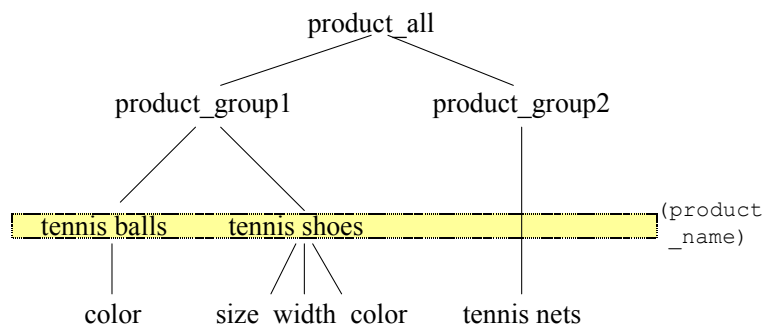 product_all
product_group1 product_group2
tennis balls tennis shoes (product
_name)
color size width color tennis nets